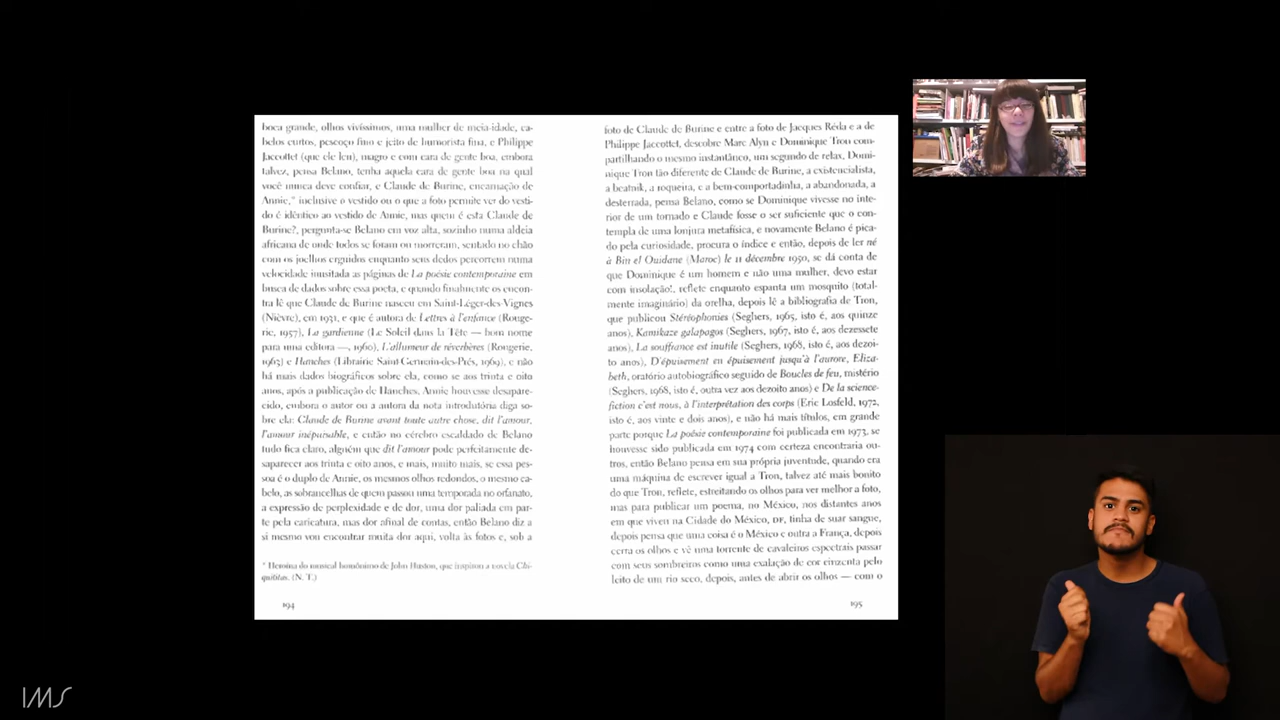 boca grande, olhos vivíssimos, uma mulher de meia-idade, ca-
belos curtos, pescoço fino e jeito de humorista fina, e Philippe
Jaccottet (que ele leu), magro e com cara de gente boa, embora
talvez, pensa Belano, tenha aquela cara de gente boa na qual
você nunca deve confiar, e Claude de Burine, encarnação de
Annie,* inclusive o vestido ou o que a foto permite ver do vesti-
do é idêntico ao vestido de Annie, mas quem é esta Claude de
Burine?, pergunta-se Belano em voz alta, sozinho numa aldeia
africana de onde todos se foram ou morreram, sentado no chão
com os joelhos erguidos enquanto seus dedos percorrem numa
velocidade inusitada as páginas de La poésie contemporaine em
busca de dados sobre essa poeta, e quando finalmente os encon-
tra lê que Claude de Burine nasceu em Saint-Léger-des-Vignes
(Nièvre), em 1931, e que é autora de Lettres à l'enfance (Rouge-
rie, 1957), La gardienne (Le Soleil dans la Tête — bom nome
para uma editora —, 1960), L'allumeur de réverbères (Rougerie,
1963) e Hanches (Librairie Saint-Germain-des-Prés, 1969), e não
há mais dados biográficos sobre ela, como se aos trinta e oito
anos, após a publicação de Hanches, Annie houvesse desapare-
cido, embora o autor ou a autora da nota introdutória diga so-
bre ela: Claude de Burine avant toute autre chose, dit l'amour,
l'amour inépuisable, e então no cérebro escaldado de Belano
tudo fica claro, alguém que dit l'amour pode perfeitamente de-
saparecer aos trinta e oito anos, e mais, muito mais, se essa pes-
soa é o duplo de Annie, os mesmos olhos redondos, o mesmo ca-
belo, as sobrancelhas de quem passou uma temporada no orfanato,
a expressão de perplexidade e de dor, uma dor paliada em par-
te pela caricatura, mas dor afinal de contas, então Belano diz a
si mesmo vou encontrar muita dor aqui, volta às fotos e, sob a
* Heroína do musical homônimo de John Huston, que inspirou a novela Chi-
quititas. (N. T.)
194
foto de Claude de Burine e entre a foto de Jacques Réda e a de
Philippe Jaccottet, descobre Marc Alyn e Dominique Tron com-
partilhando o mesmo instantâneo, um segundo de relax, Domi-
nique Tron tão diferente de Claude de Burine, a existencialista,
a beatnik, a roqueira, e a bem-comportadinha, a abandonada, a
desterrada, pensa Belano, como se Dominique vivesse no inte-
rior de um tornado e Claude fosse o ser suficiente que o con-
templa de uma lonjura metafísica, e novamente Belano é pica-
do pela curiosidade, procura o índice e então, depois de ler né
à Bin el Ouidane (Maroc) le 11 décembre 1950, se dá conta de
que Dominique é um homem e não uma mulher, devo estar
com insolação!, reflete enquanto espanta um mosquito (total-
mente imaginário) da orelha, depois lê a bibliografia de Tron,
que publicou Stéréophonies (Seghers, 1965, isto é, aos quinze
anos), Kamikaze galapagos (Seghers, 1967, isto é, aos dezessete
anos), La souffrance est inutile (Seghers, 1968, isto é, aos dezoi-
to anos), D'épuisement en épuisement jusqu'à l'aurore, Eliza-
beth, oratório autobiográfico seguido de Boucles de feu, mistério
(Seghers, 1968, isto é, outra vez aos dezoito anos) e De la science-
fiction c'est nous, à l'interprétation des corps (Eric Losfeld, 1972,
isto é, aos vinte e dois anos), e não há mais títulos, em grande
parte porque La poésie contemporaine foi publicada em 1973, se
houvesse sido publicada em 1974 com certeza encontraria ou-
tros, então Belano pensa em sua própria juventude, quando era
uma máquina de escrever igual a Tron, talvez até mais bonito
do que Tron, reflete, estreitando os olhos para ver melhor a foto,
mas para publicar um poema, no México, nos distantes anos
em que viveu na Cidade do México, DF, tinha de suar sangue,
depois pensa que uma coisa é o México e outra a França, depois
cerra os olhos e vê uma torrente de cavaleiros espectrais passar
com seus sombreiros como uma exalação de cor cinzenta pelo
leito de um rio seco, depois, antes de abrir os olhos — com o
195
IMS